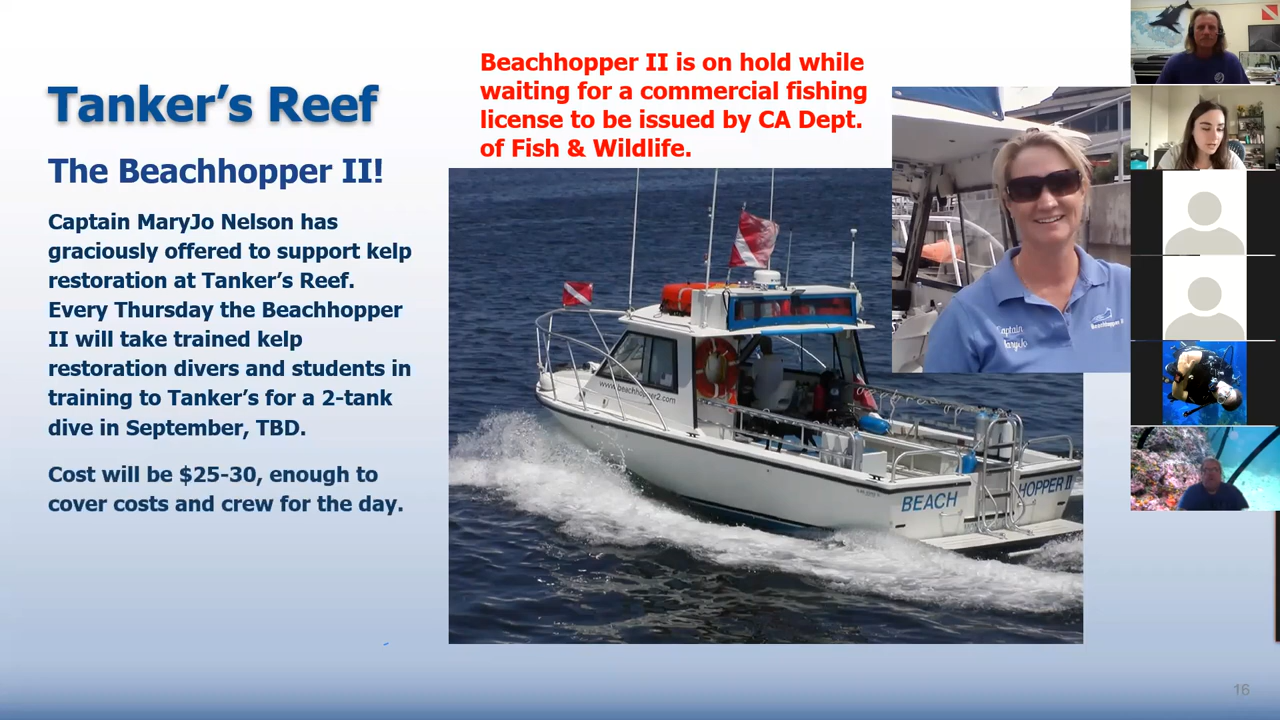 Tanker's Reef
The Beachhopper II!
Captain MaryJo Nelson has
graciously offered to support kelp
restoration at Tanker's Reef.
Every Thursday the Beachhopper
II will take trained kelp
restoration divers and students in
training to Tanker's for a 2-tank
dive in September, TBD.
Cost will be $25-30, enough to
cover costs and crew for the day.
Beachhopper II is on hold while
waiting for a commercial fishing
license to be issued by CA Dept.
of Fish & Wildlife.
www.beachhopper2.com
BEACH
HOPPER II
Captain
MaryJo
Beachhopper II
16